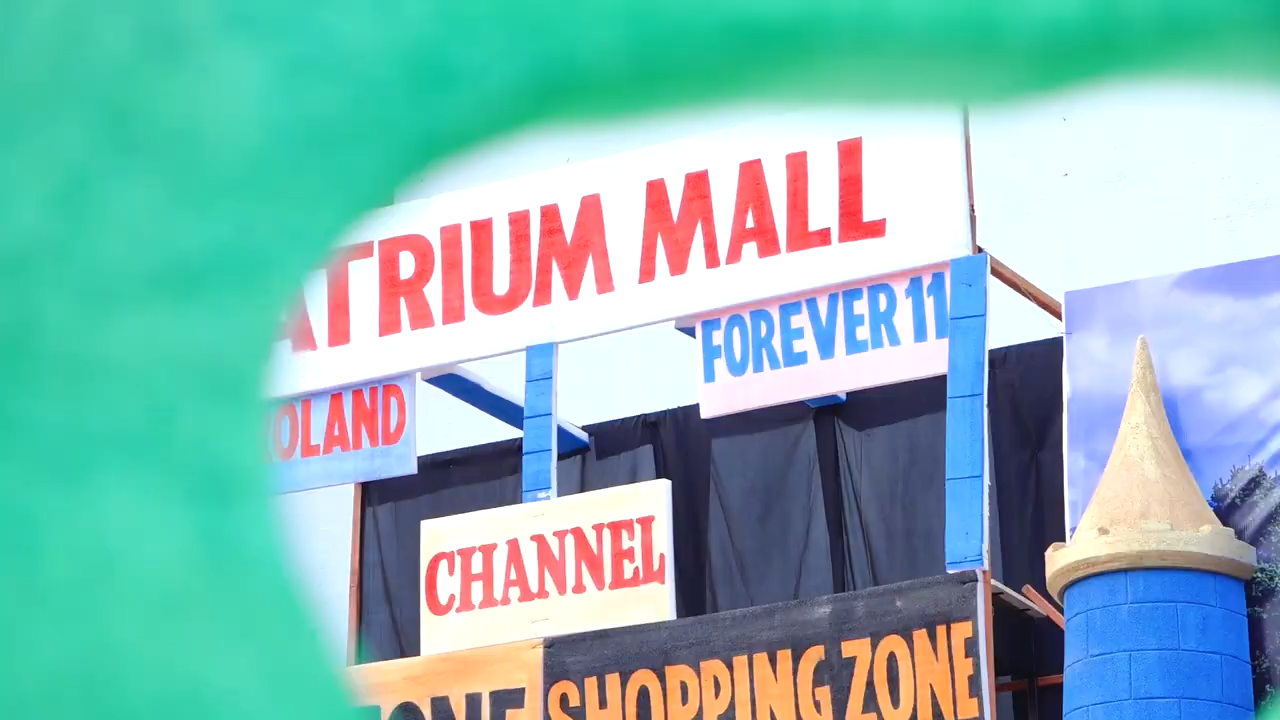 ATRIUM MALL
FOREVER 11
OLAND
CHANNEL
SHOPPING ZONE